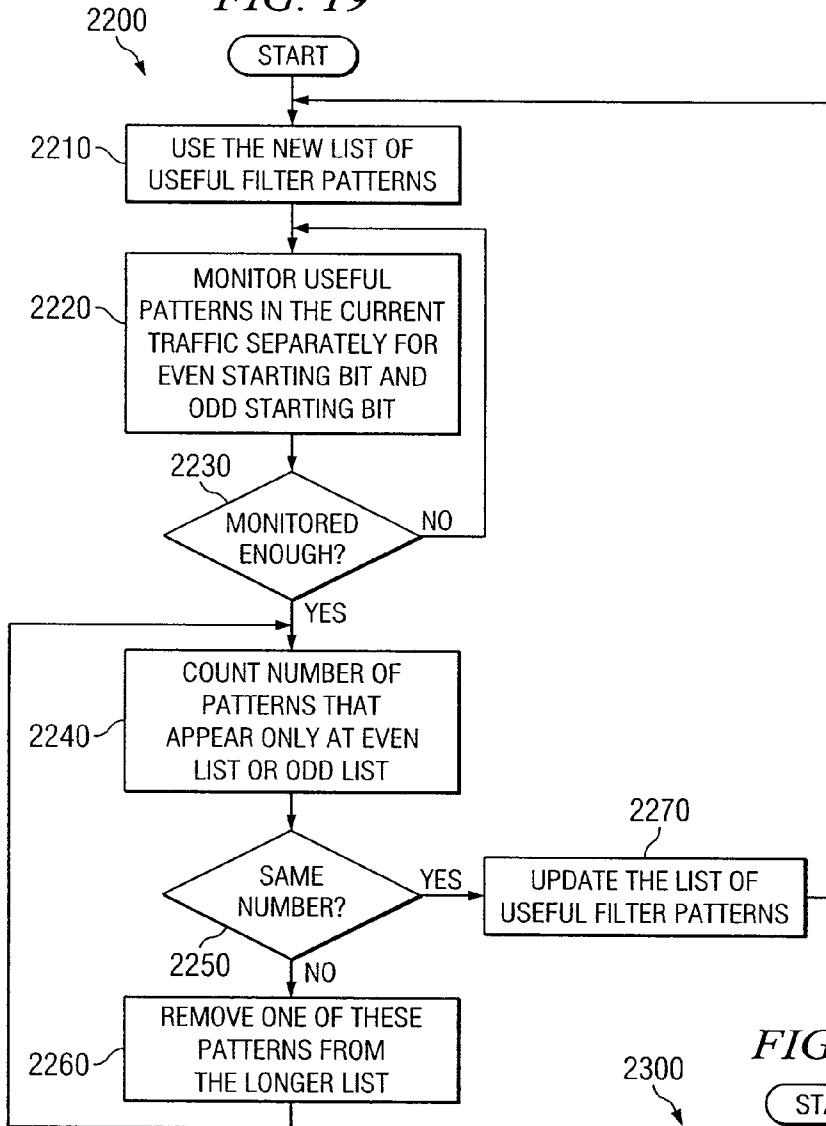 FIG. 19
2200
START
2210
USE THE NEW LIST OF
USEFUL FILTER PATTERNS
2220
MONITOR USEFUL
PATTERNS IN THE CURRENT
TRAFFIC SEPARATELY FOR
EVEN STARTING BIT AND
ODD STARTING BIT
2230
MONITORED
ENOUGH?
NO
YES
2240
COUNT NUMBER OF
PATTERNS THAT
APPEAR ONLY AT EVEN
LIST OR ODD LIST
2250
SAME
NUMBER?
YES
2270
UPDATE THE LIST OF
USEFUL FILTER PATTERNS
NO
2260
REMOVE ONE OF THESE
PATTERNS FROM
THE LONGER LIST
FIG
2300
STA